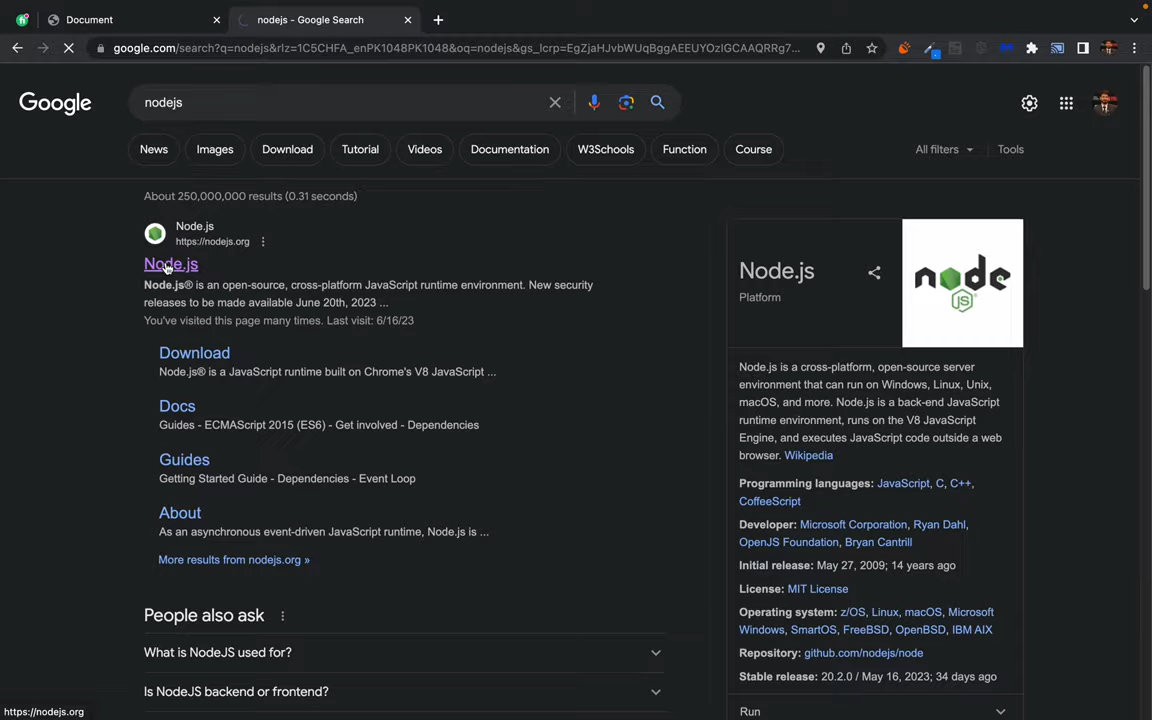 Document
nodejs - Google Search
google.com/search?q=nodejs&rlz=1C5CHFA_enPK1048PK1048&oq=nodejs&gs_lcrp=EgZjaHJvbWUqBggAEEUYOzIGCAAQRRg7...
Google
nodejs
News
Images
Download
Tutorial
Videos
Documentation
W3Schools
Function
Course
All filters
Tools
About 250,000,000 results (0.31 seconds)
Node.js
https://nodejs.org
Node.js
Node.js® is an open-source, cross-platform JavaScript runtime environment. New security
releases to be made available June 20th, 2023 ...
You've visited this page many times. Last visit: 6/16/23
Download
Node.js® is a JavaScript runtime built on Chrome's V8 JavaScript ...
Docs
Guides - ECMAScript 2015 (ES6) - Get involved - Dependencies
Guides
Getting Started Guide - Dependencies - Event Loop
About
As an asynchronous event-driven JavaScript runtime, Node.js is ...
More results from nodejs.org »
People also ask
What is NodeJS used for?
Is NodeJS backend or frontend?
https://nodejs.org
Node.js
Platform
node
JS
Node.js is a cross-platform, open-source server
environment that can run on Windows, Linux, Unix,
macOS, and more. Node.js is a back-end JavaScript
runtime environment, runs on the V8 JavaScript
Engine, and executes JavaScript code outside a web
browser. Wikipedia
Programming languages: JavaScript, C, C++,
CoffeeScript
Developer: Microsoft Corporation, Ryan Dahl,
OpenJS Foundation, Bryan Cantrill
Initial release: May 27, 2009; 14 years ago
License: MIT License
Operating system: z/OS, Linux, macOS, Microsoft
Windows, SmartOS, FreeBSD, OpenBSD, IBM AIX
Repository: github.com/nodejs/node
Stable release: 20.2.0 / May 16, 2023; 34 days ago
Run